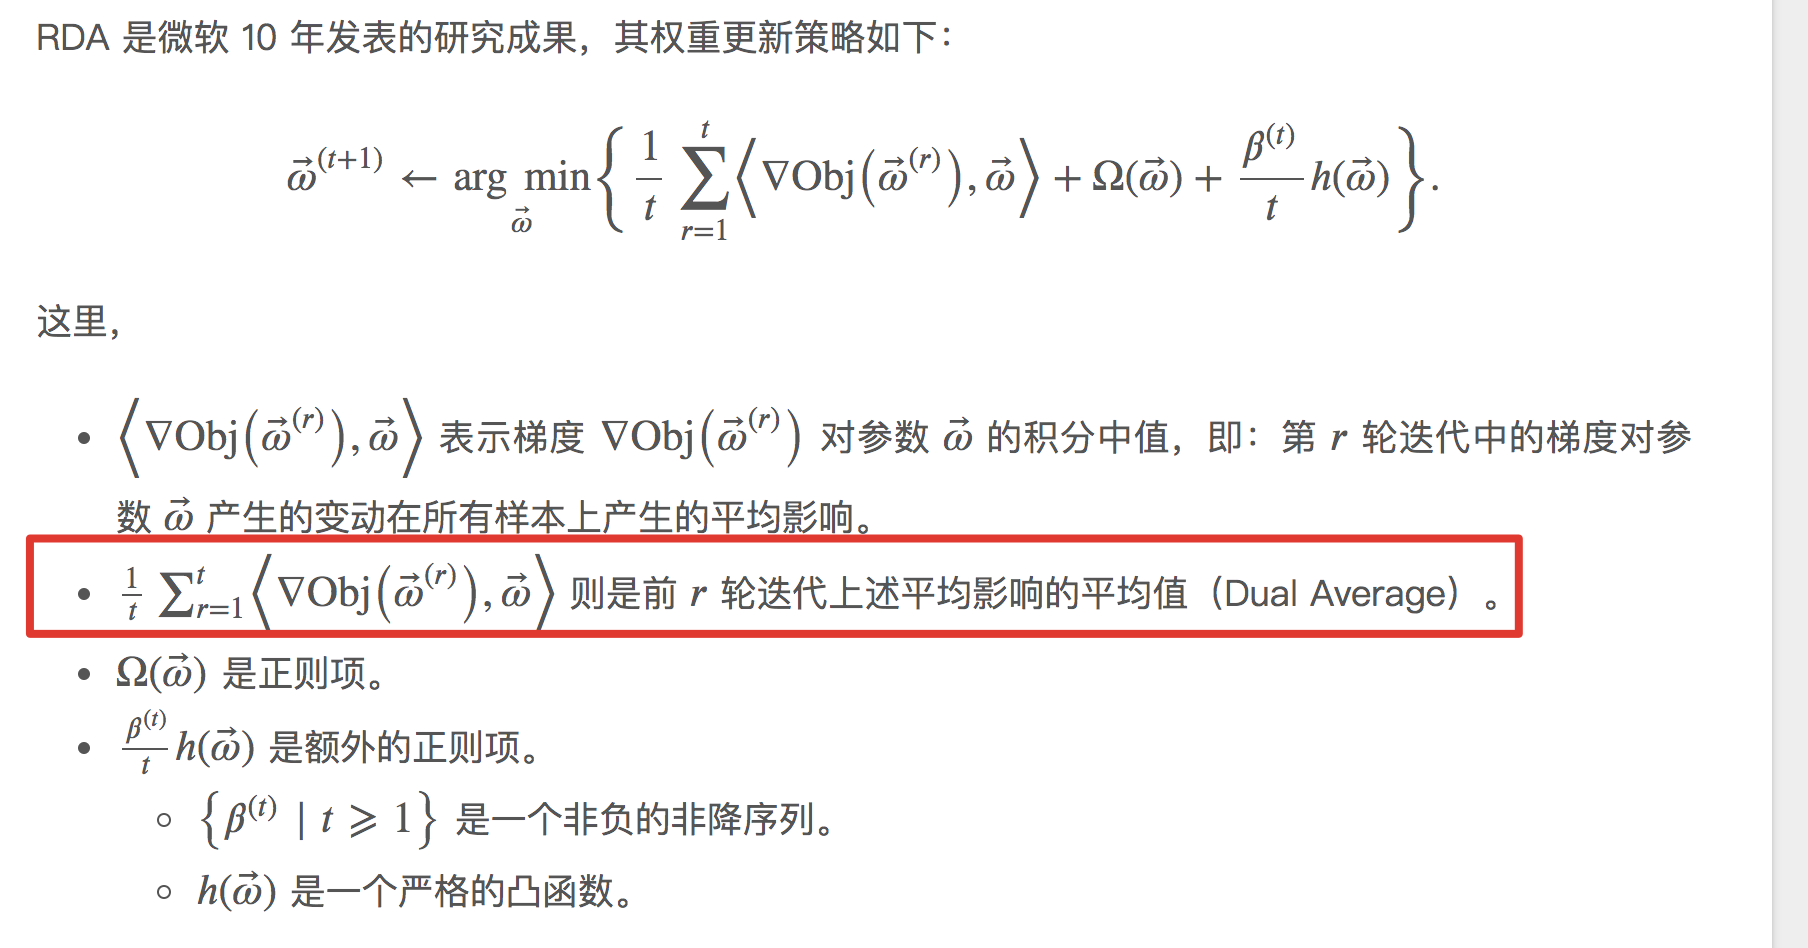 RDA 是微软 10 年发表的研究成果，其权重更新策略如下：
$\vec{\omega}^{(t+1)} \leftarrow \underset{\vec{\omega}}{\arg\min} \left\{ \frac{1}{t} \sum_{r=1}^{t} \left\langle \nabla \mathrm{Obj}\left(\vec{\omega}^{(r)}\right), \vec{\omega} \right\rangle + \Omega(\vec{\omega}) + \frac{\beta^{(t)}}{t} h(\vec{\omega}) \right\}.$
这里，
• $\left\langle \nabla \mathrm{Obj}\left(\vec{\omega}^{(r)}\right), \vec{\omega} \right\rangle$ 表示梯度 $\nabla \mathrm{Obj}\left(\vec{\omega}^{(r)}\right)$ 对参数 $\vec{\omega}$ 的积分中值，即：第 $r$ 轮迭代中的梯度对参
数 $\vec{\omega}$ 产生的变动在所有样本上产生的平均影响。
• $\frac{1}{t} \sum_{r=1}^{t} \left\langle \nabla \mathrm{Obj}\left(\vec{\omega}^{(r)}\right), \vec{\omega} \right\rangle$ 则是前 $r$ 轮迭代上述平均影响的平均值（Dual Average）。
• $\Omega(\vec{\omega})$ 是正则项。
• $\frac{\beta^{(t)}}{t} h(\vec{\omega})$ 是额外的正则项。
◦ $\left\{ \beta^{(t)} \mid t \geqslant 1 \right\}$ 是一个非负的非降序列。
◦ $h(\vec{\omega})$ 是一个严格的凸函数。